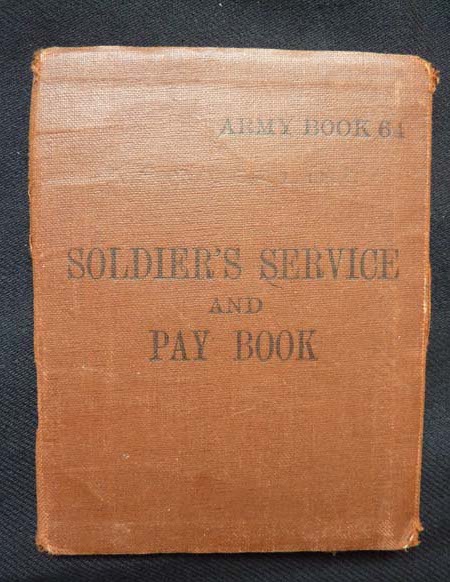 ARMY BOOK 64
SOLDIER'S SERVICE
AND
PAY BOOK